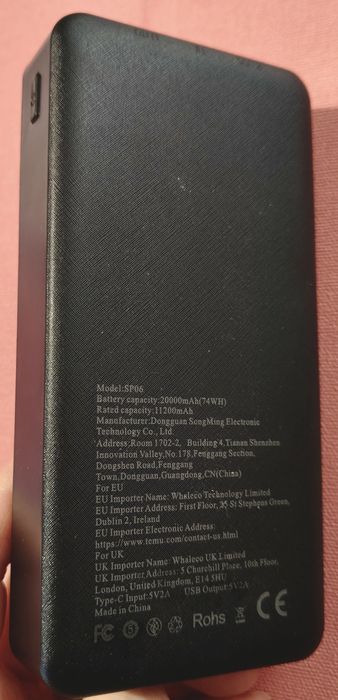 Model:SP06
Battery capacity:20000mAh(74WH)
Rated capacity:11200mAh
Manufacturer:Dongguan SongMing Electronic
Technology Co., Ltd.
Address:Room 1702-2, Building 4,Tianan Shenzhen
Innovation Valley,No.178,Fenggang Section,
Dongshen Road,Fenggang
Town,Dongguan,Guangdong,CN(China)
For EU
EU Importer Name: Whaleco Technology Limited
EU Importer Address: First Floor, 25 St Stephens Green,
Dublin 2, Ireland
EU Importer Electronic Address:
https://www.temu.com/contact-us.html
For UK
UK Importer Name: Whaleco UK Limited
UK Importer Address: 5 Churchill Place, 10th Floor,
London, United Kingdom, E14 5HU
Type-C Input:5V2A USB Output:5V2A
Made in China
FC 5 Rohs CE